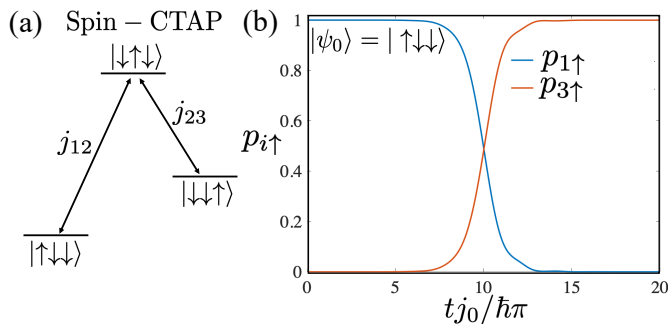 (a) Spin − CTAP
|↓↑↓⟩
j₁₂
j₂₃
|↓↓↑⟩
|↑↓↓⟩
(b)
|ψ₀⟩ = |↑↓↓⟩
p₁↑
p₃↑
pᵢ↑
1
0.8
0.6
0.4
0.2
0
0 5 10 15 20
tj₀/ħπ